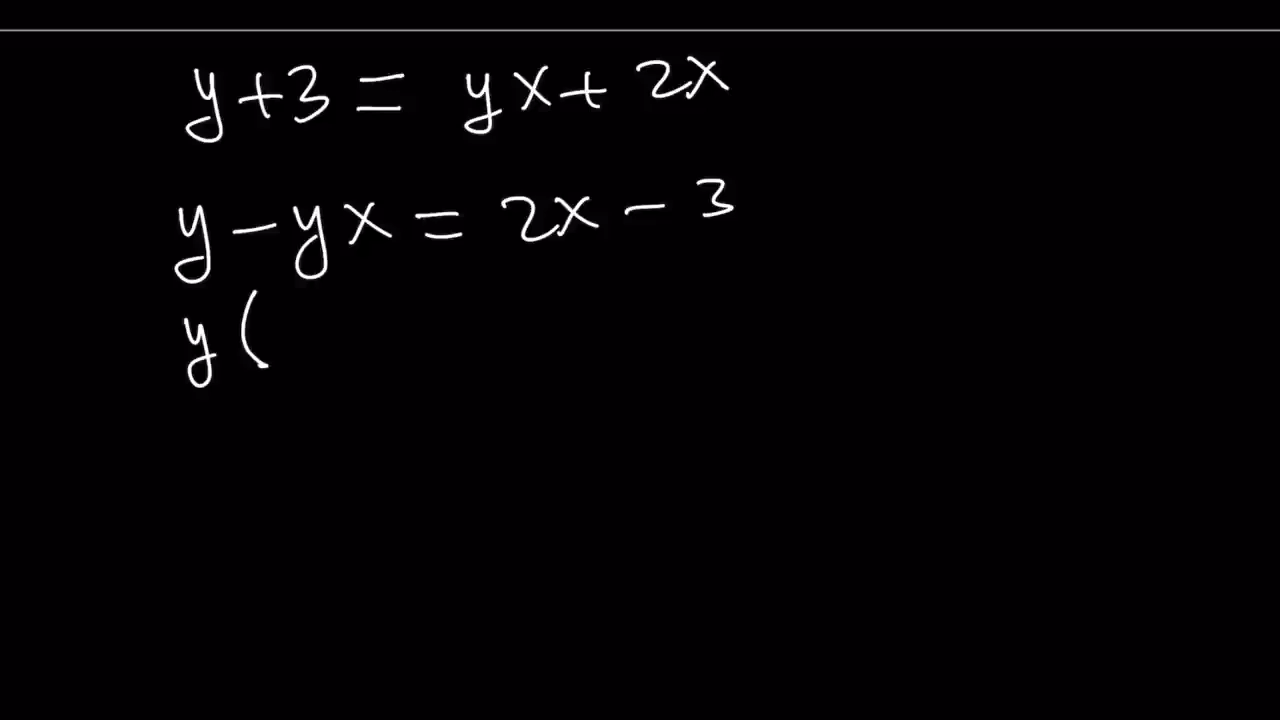 y+3 = yx+ 2x
y-yx = 2x - 3
y(